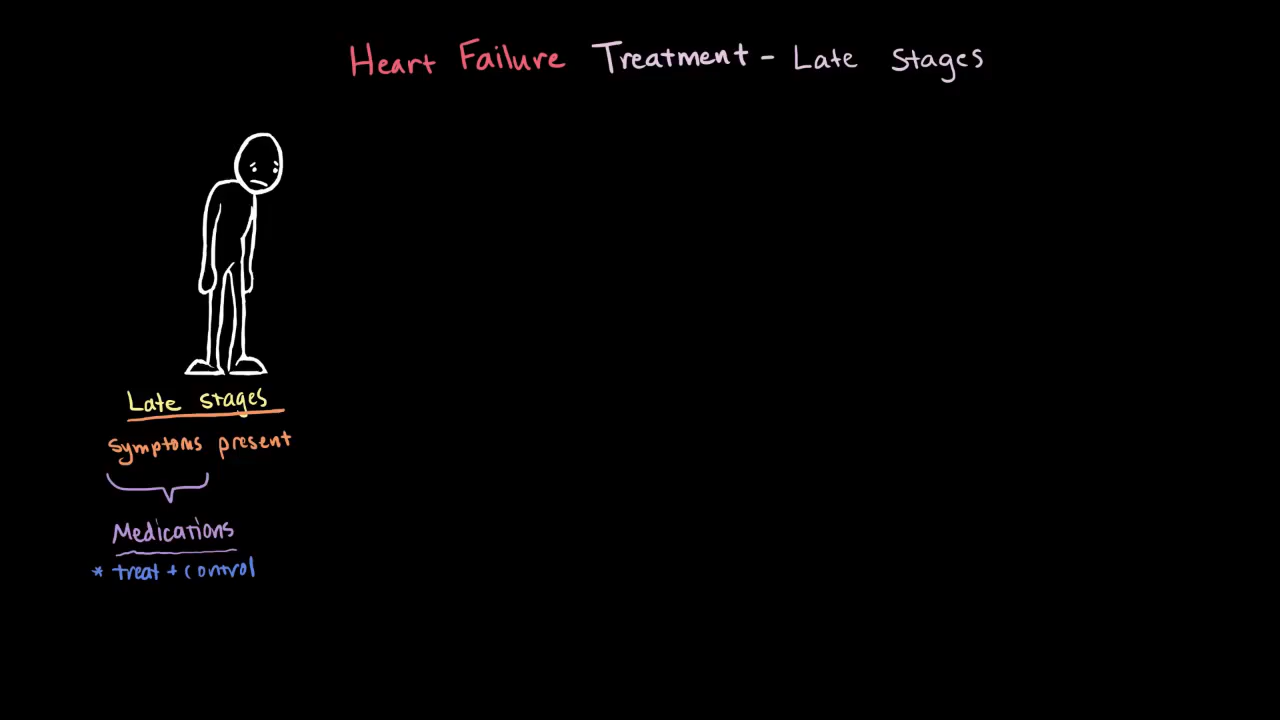 Heart Failure Treatment - Late Stages
Late stages
Symptoms present
Medications
* treat + control